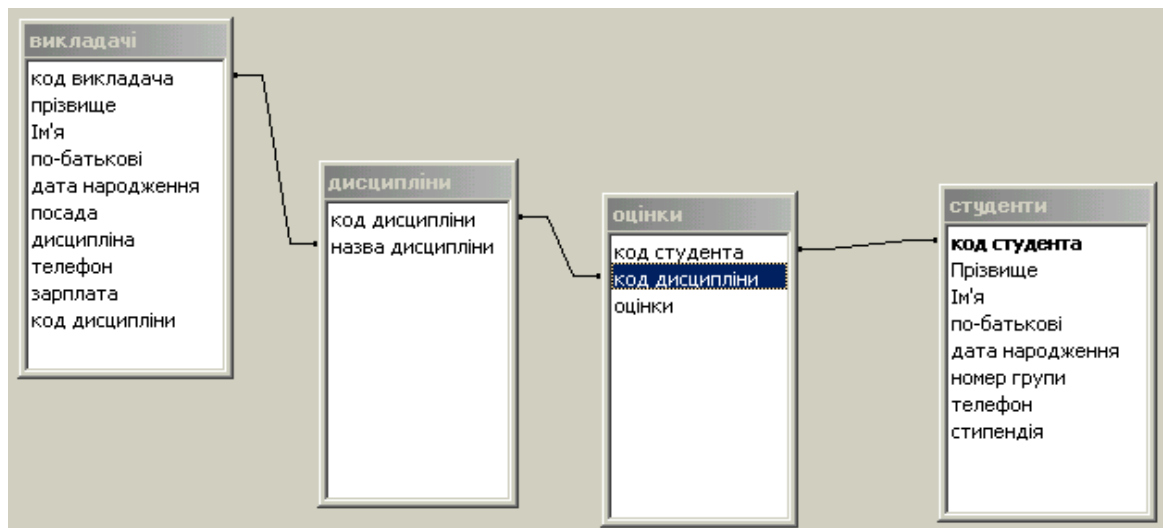 викладачі
код викладача
прізвище
Ім'я
по-батькові
дата народження
посада
дисципліна
телефон
зарплата
код дисципліни
дисципліни
код дисципліни
назва дисципліни
оцінки
код студента
код дисципліни
оцінки
студенти
код студента
Прізвище
Ім'я
по-батькові
дата народження
номер групи
телефон
стипендія